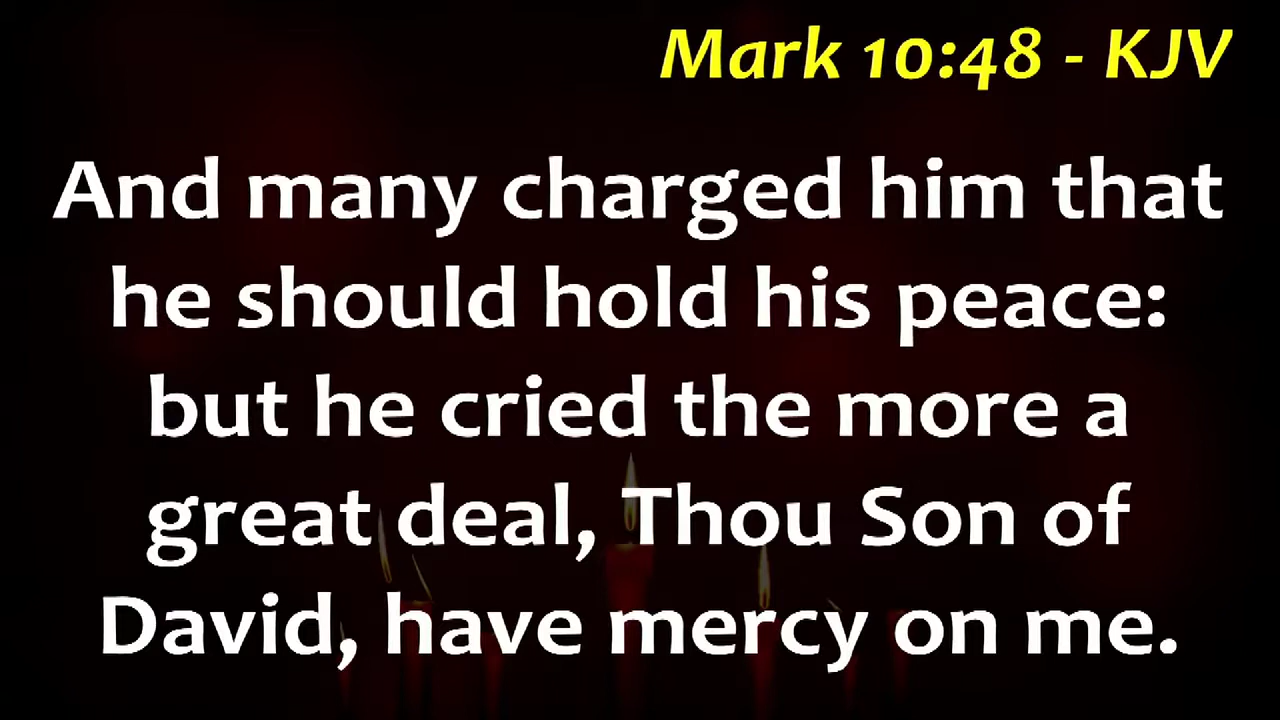 Mark 10:48 - KJV
And many charged him that
he should hold his peace:
but he cried the more a
great deal, Thou Son of
David, have mercy on me.